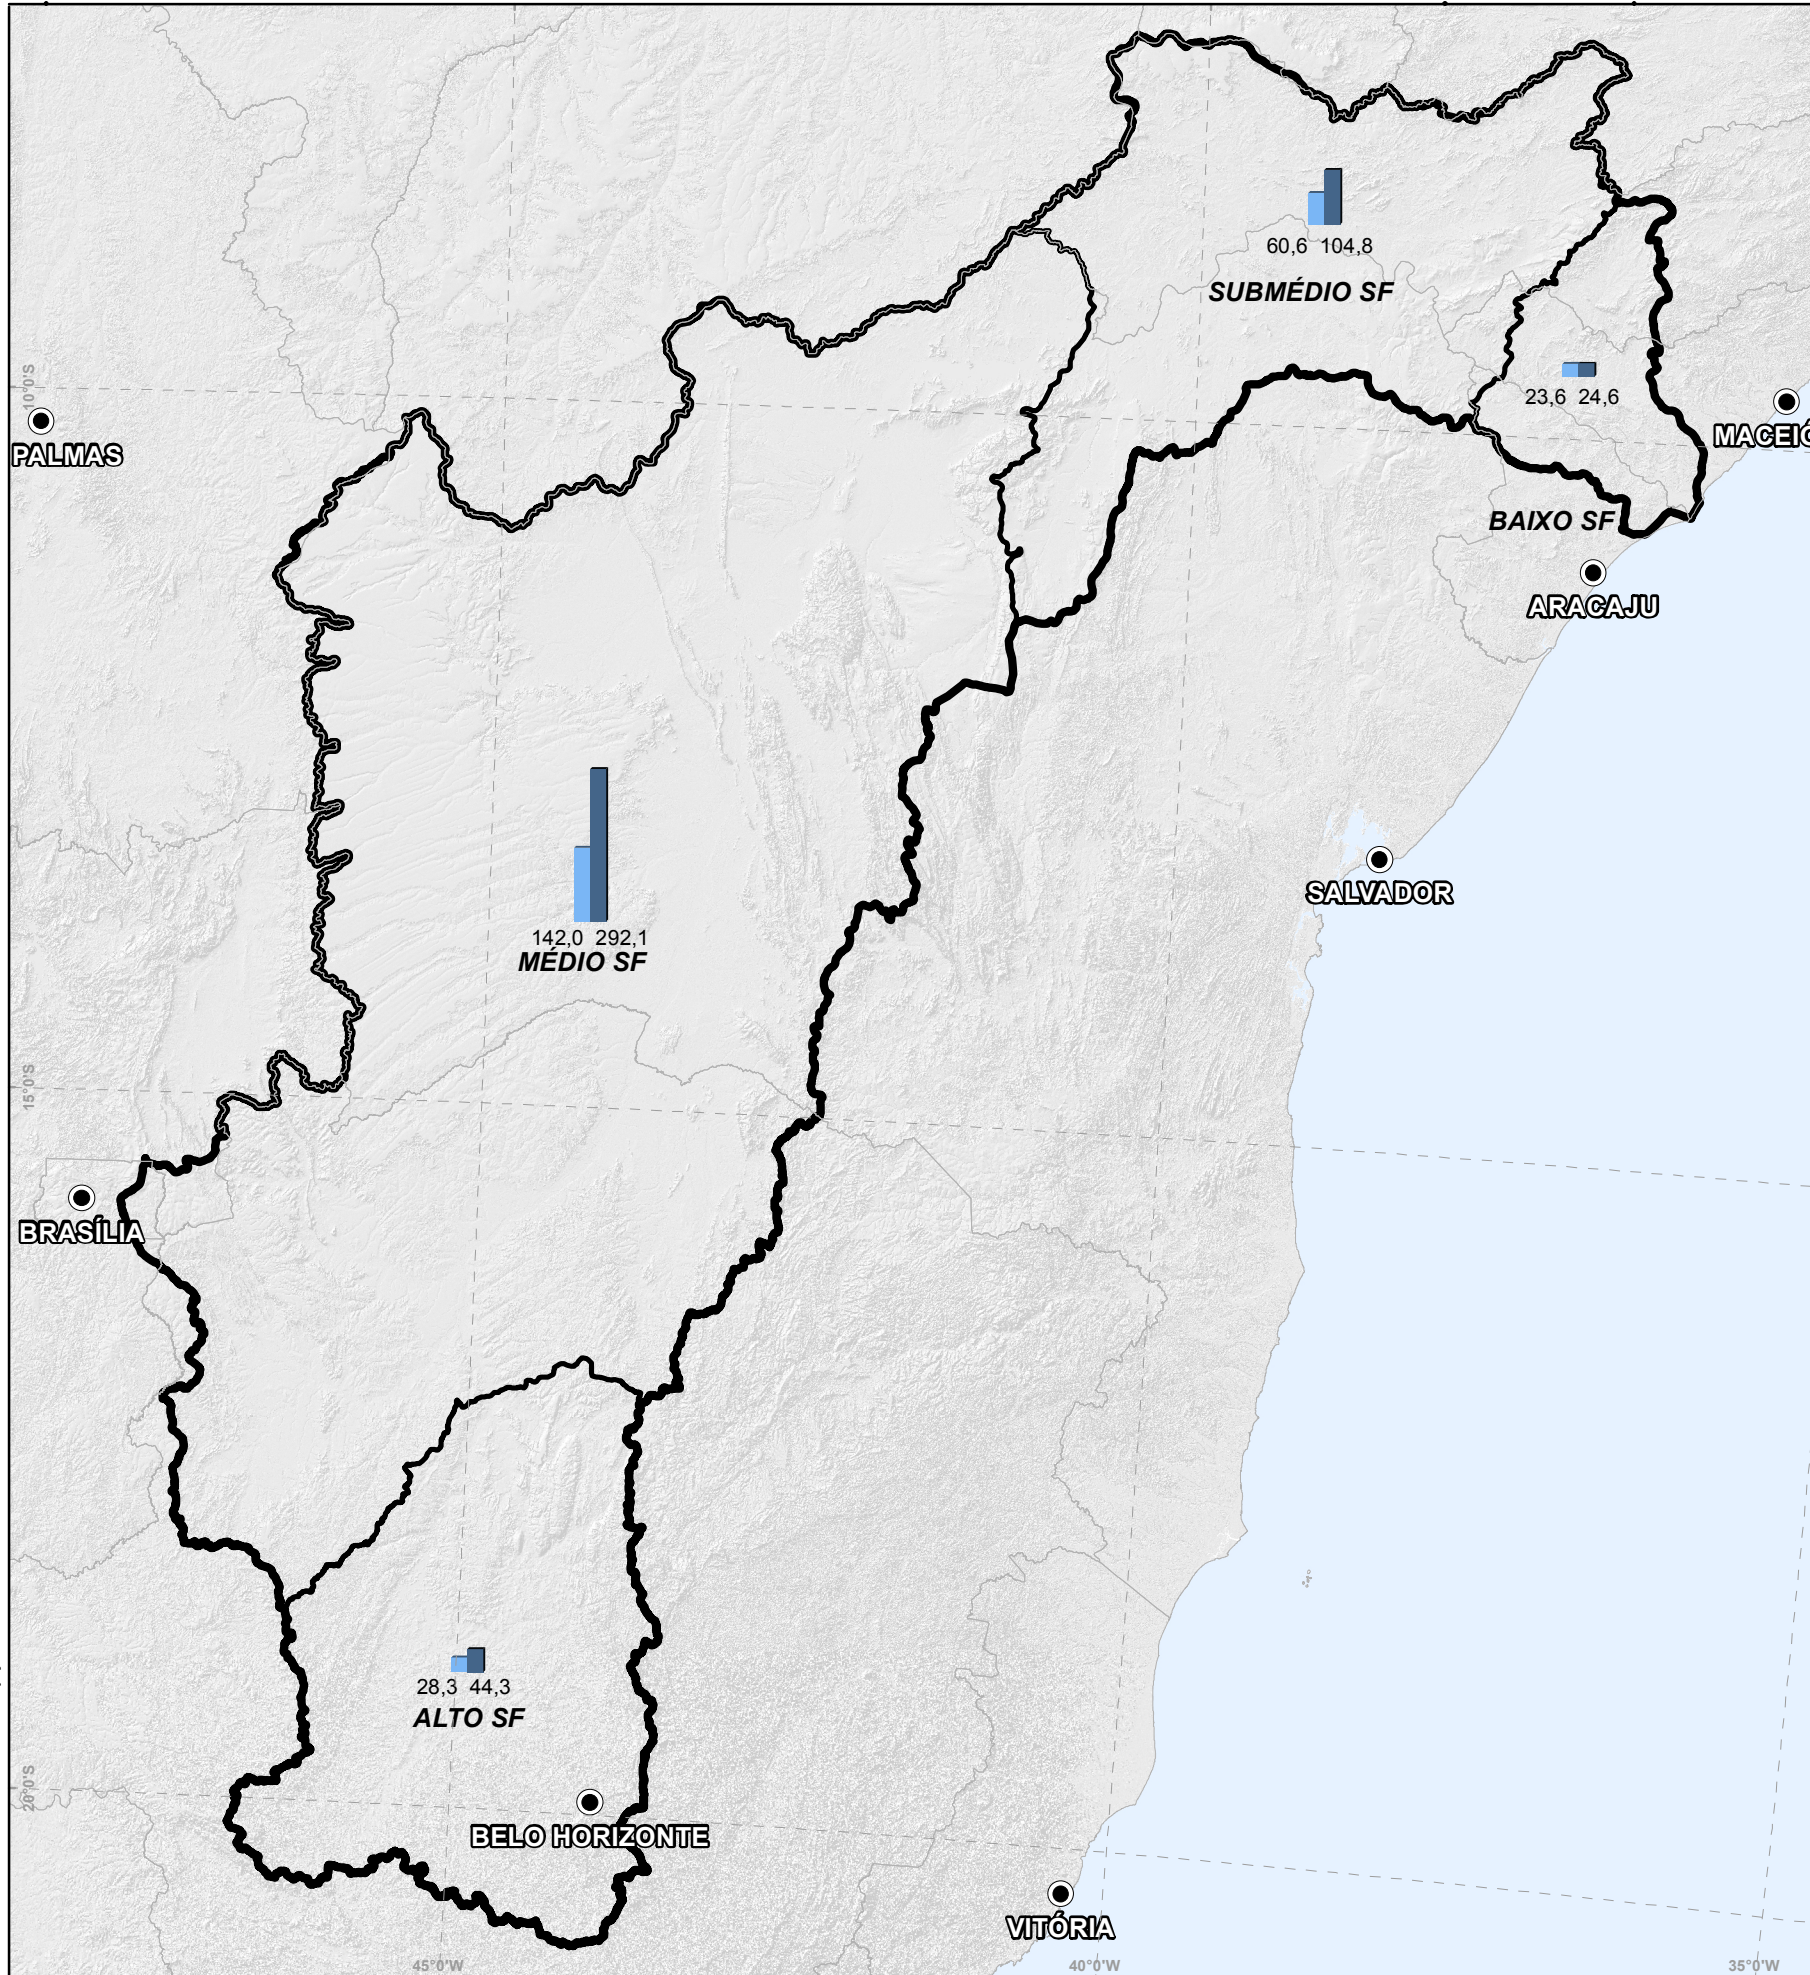 60,6 104,8
SUBMÉDIO SF
10°0'S
23,6 24,6
PALMAS
MACEIÓ
BAIXO SF
ARACAJU
SALVADOR
142,0 292,1
MÉDIO SF
15°0'S
BRASÍLIA
28,3 44,3
ALTO SF
20°0'S
BELO HORIZONTE
VITÓRIA
45°0'W
40°0'W
35°0'W